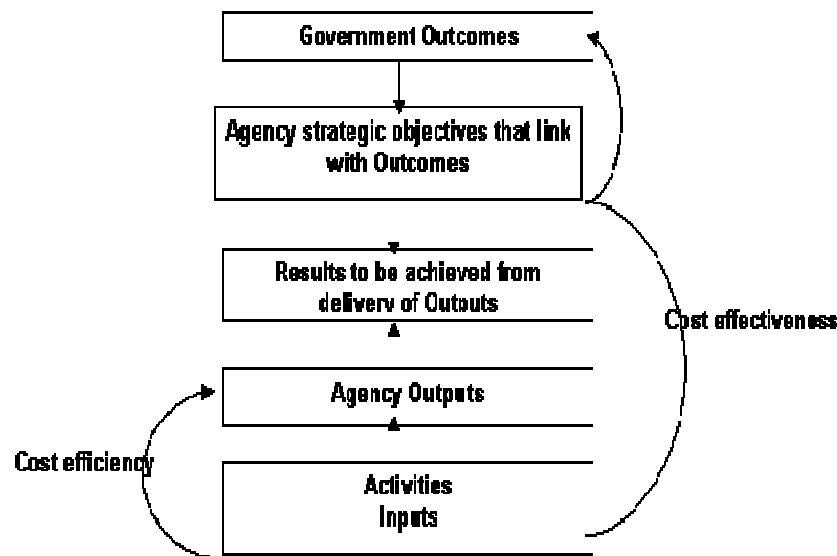 Government Outcomes
Agency strategic objectives that link
with Outcomes
Results to be achieved from
delivery of Outputs
Cost effectiveness
Agency Outputs
Cost efficiency
Activities
Inputs